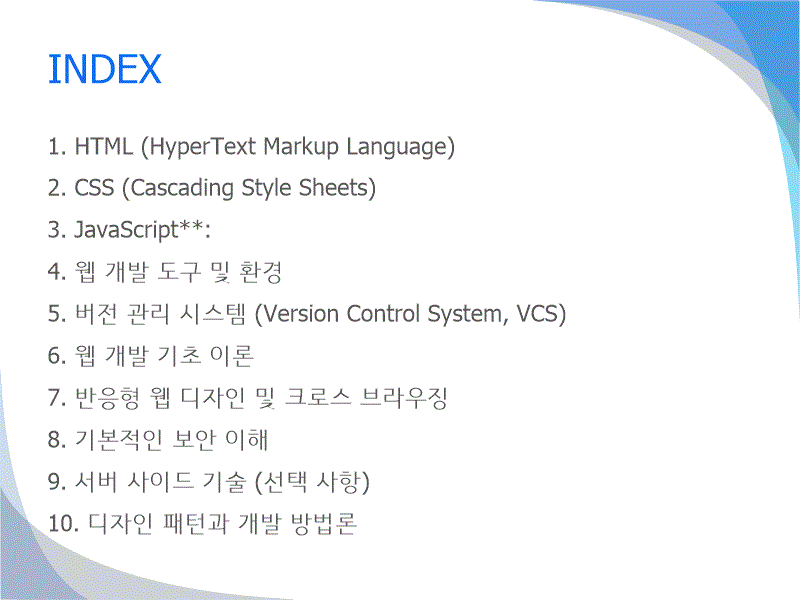 INDEX
1. HTML (HyperText Markup Language)
2. CSS (Cascading Style Sheets)
3. JavaScript**:
4. 웹 개발 도구 및 환경
5. 버전 관리 시스템 (Version Control System, VCS)
6. 웹 개발 기초 이론
7. 반응형 웹 디자인 및 크로스 브라우징
8. 기본적인 보안 이해
9. 서버 사이드 기술 (선택 사항)
10. 디자인 패턴과 개발 방법론